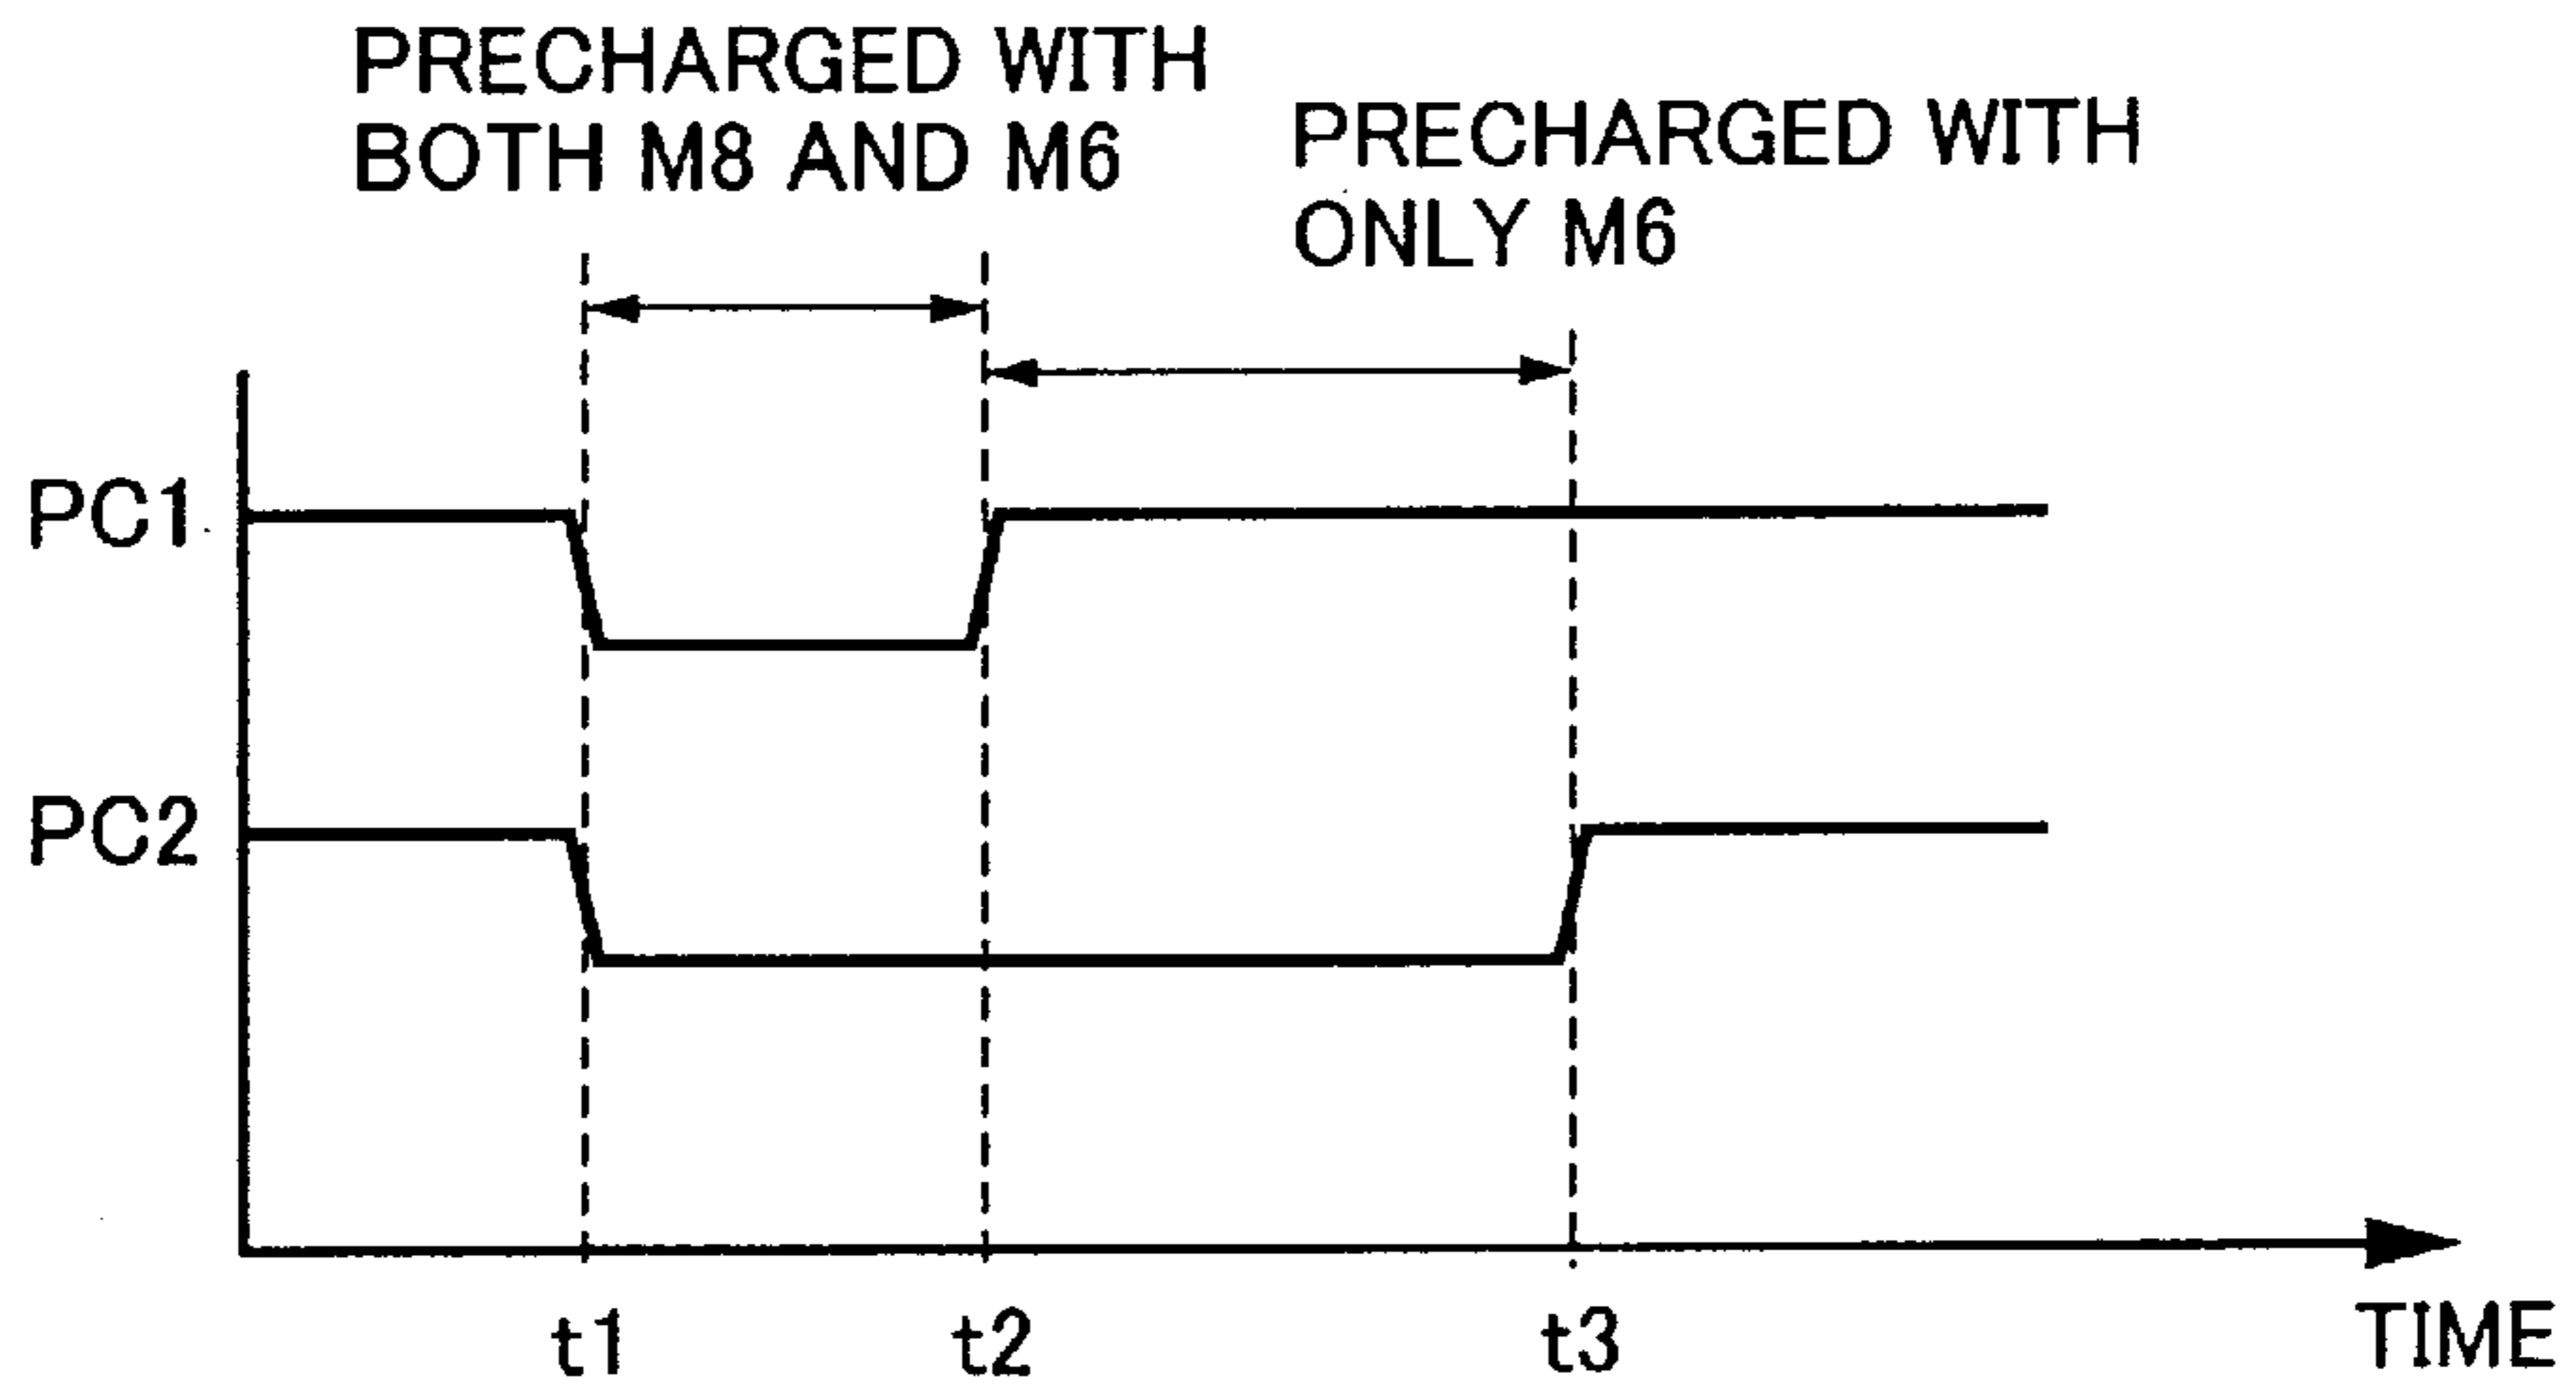 PRECHARGED WITH
BOTH M8 AND M6
PRECHARGED WITH
ONLY M6
PC1
PC2
t1
t2
t3
TIME